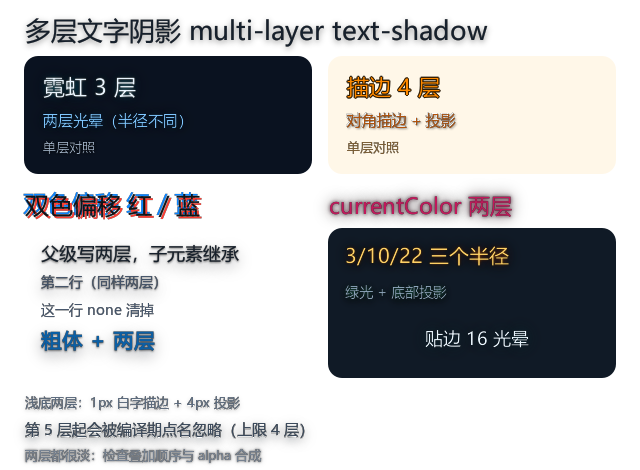 多层文字阴影 multi-layer text-shadow
霓虹 3 层
两层光晕（半径不同）
单层对照
描边 4 层
对角描边 + 投影
单层对照
双色偏移 红 / 蓝
父级写两层，子元素继承
第二行（同样两层）
这一行 none 清掉
粗体 + 两层
currentColor 两层
3/10/22 三个半径
绿光 + 底部投影
贴边 16 光晕
浅底两层：1px 白字描边 + 4px 投影
第 5 层起会被编译期点名忽略（上限 4 层）
两层都很淡：检查叠加顺序与 alpha 合成